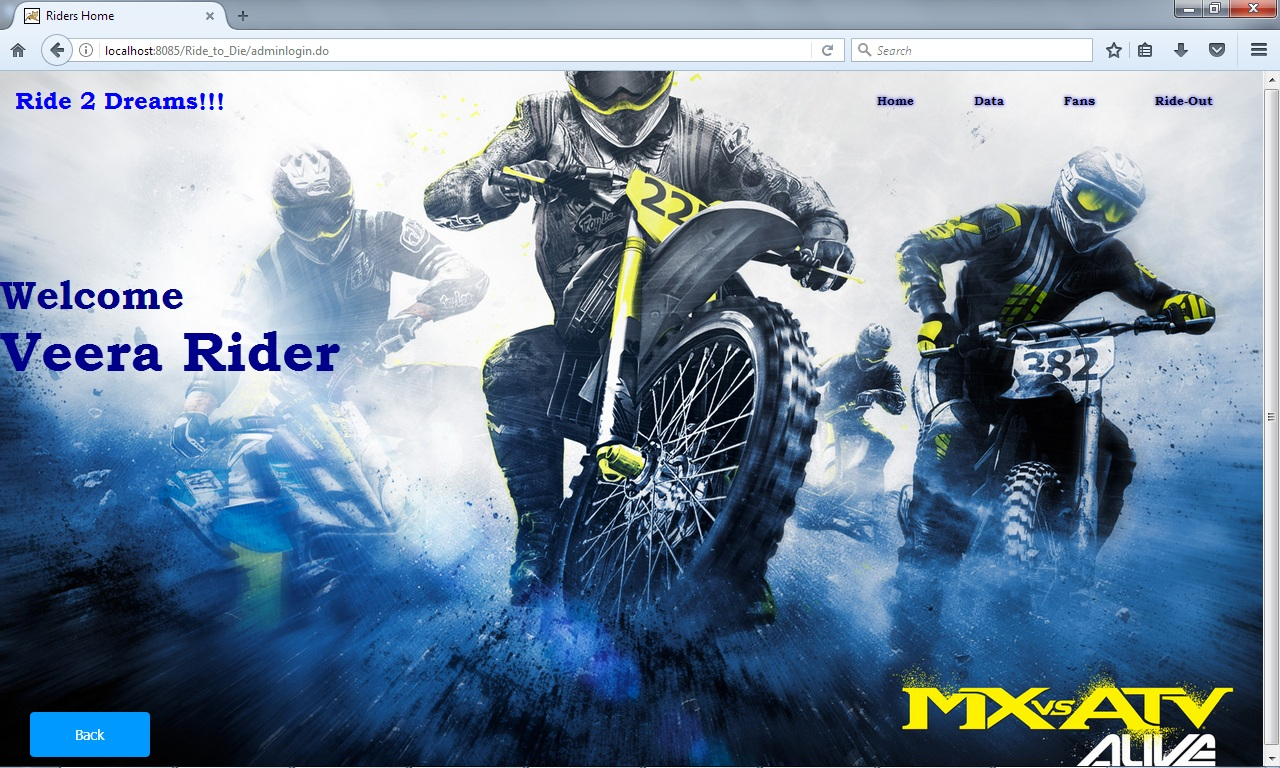 Riders Home
localhost:8085/Ride_to_Die/adminlogin.do
Search
Ride 2 Dreams!!!
Home Data Fans Ride-Out
Welcome
Veera Rider
22
382
MX vs ATV
ALIVE
Back